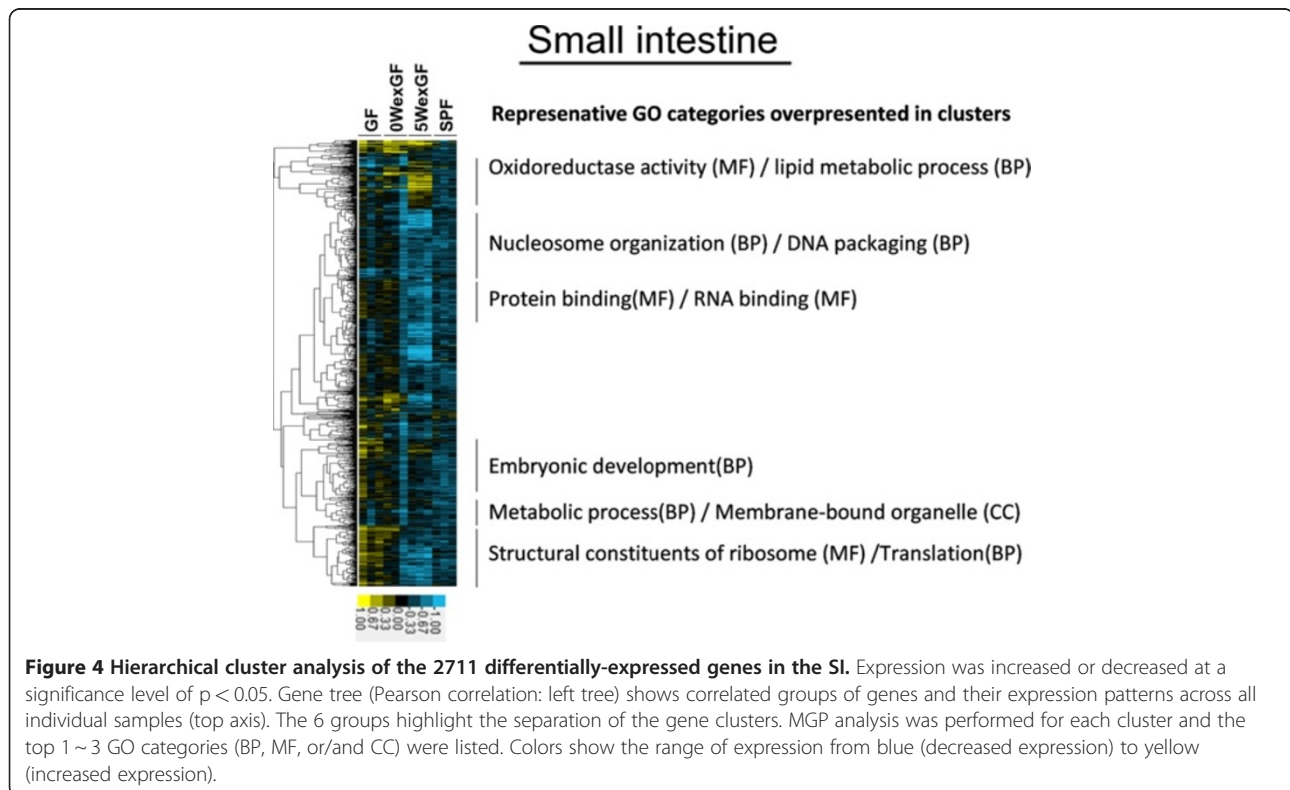 Small intestine
GF
0WexGF
5WexGF
SPF
Represenative GO categories overpresented in clusters
Oxidoreductase activity (MF) / lipid metabolic process (BP)
Nucleosome organization (BP) / DNA packaging (BP)
Protein binding(MF) / RNA binding (MF)
Embryonic development(BP)
Metabolic process(BP) / Membrane-bound organelle (CC)
Structural constituents of ribosome (MF) /Translation(BP)
1.00
0.67
0.33
0.00
-0.33
-0.67
-1.00
Figure 4 Hierarchical cluster analysis of the 2711 differentially-expressed genes in the SI. Expression was increased or decreased at a
significance level of p < 0.05. Gene tree (Pearson correlation: left tree) shows correlated groups of genes and their expression patterns across all
individual samples (top axis). The 6 groups highlight the separation of the gene clusters. MGP analysis was performed for each cluster and the
top 1 ~ 3 GO categories (BP, MF, or/and CC) were listed. Colors show the range of expression from blue (decreased expression) to yellow
(increased expression).